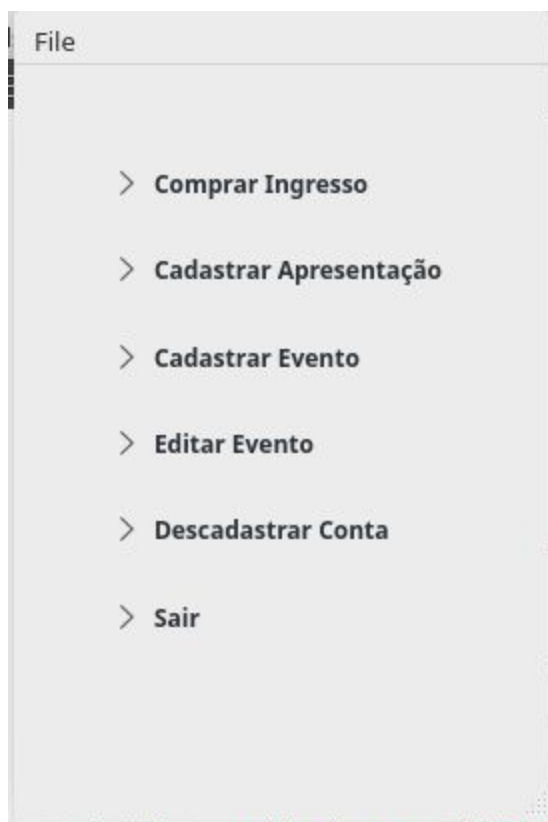 File
Comprar Ingresso
Cadastrar Apresentação
Cadastrar Evento
Editar Evento
Descadastrar Conta
Sair